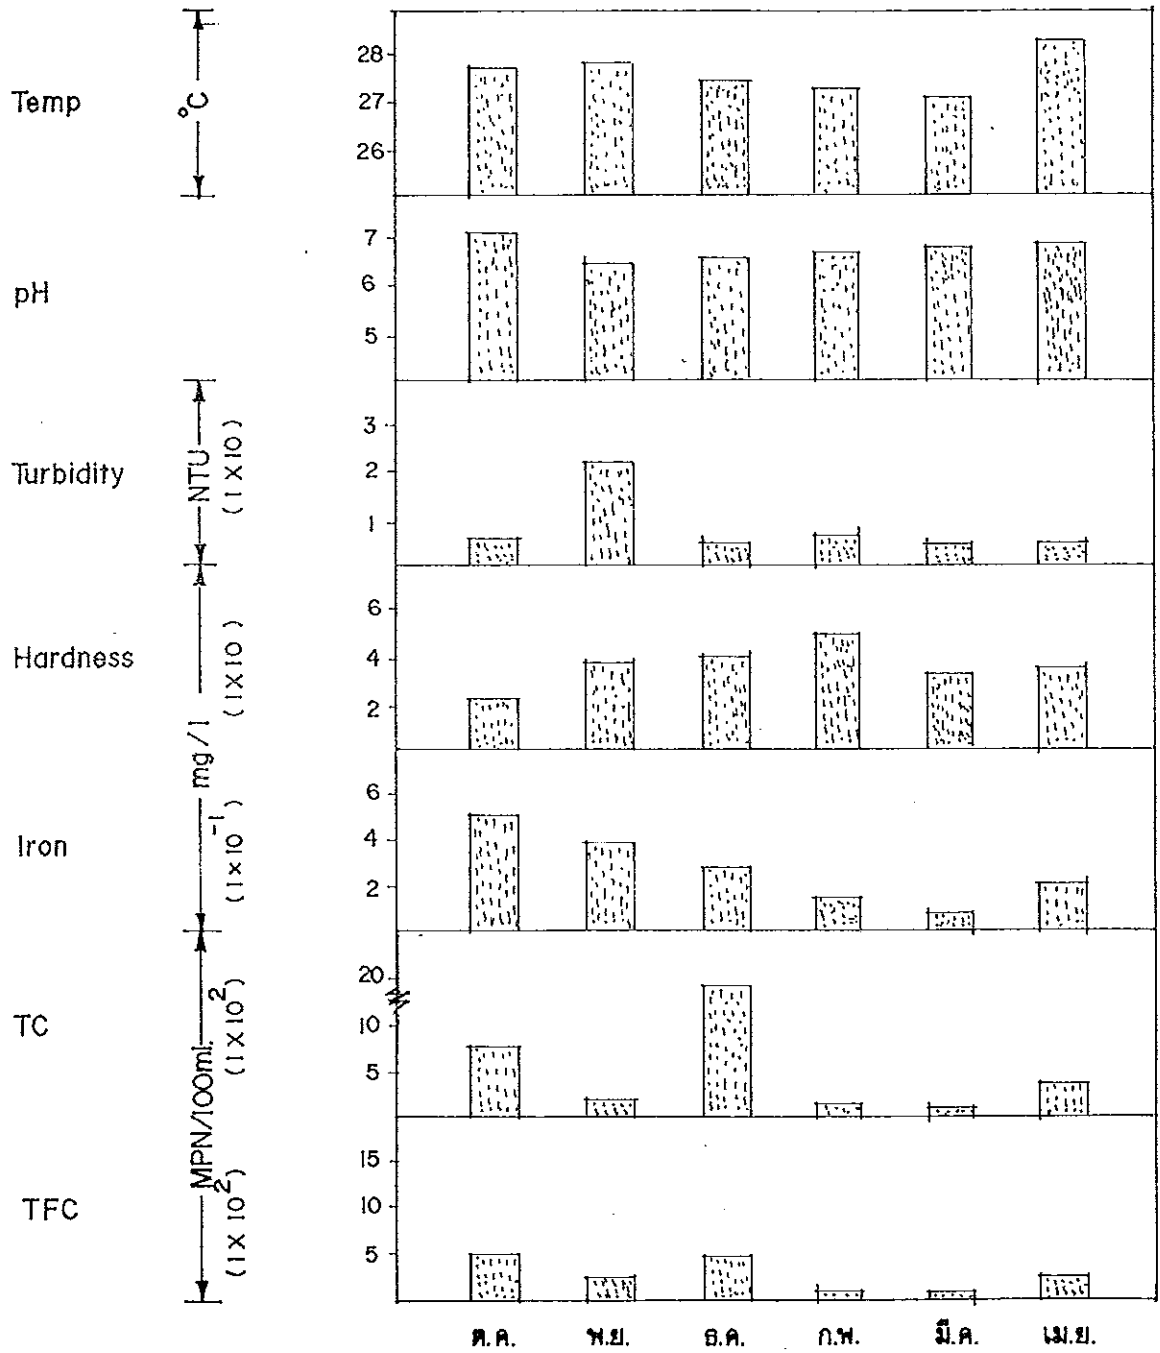 28
27
26
Temp
°C
7
6
5
pH
3
2
1
Turbidity
NTU
(1X10)
6
4
2
Hardness
mg/l
(1X10)
6
4
2
Iron
(1x10⁻¹)
20
10
5
TC
MPN/100ml.
(1X10²)
15
10
5
TFC
(1X10²)
ต.ค. พ.ย. ธ.ค. ก.พ. มี.ค. เม.ย.